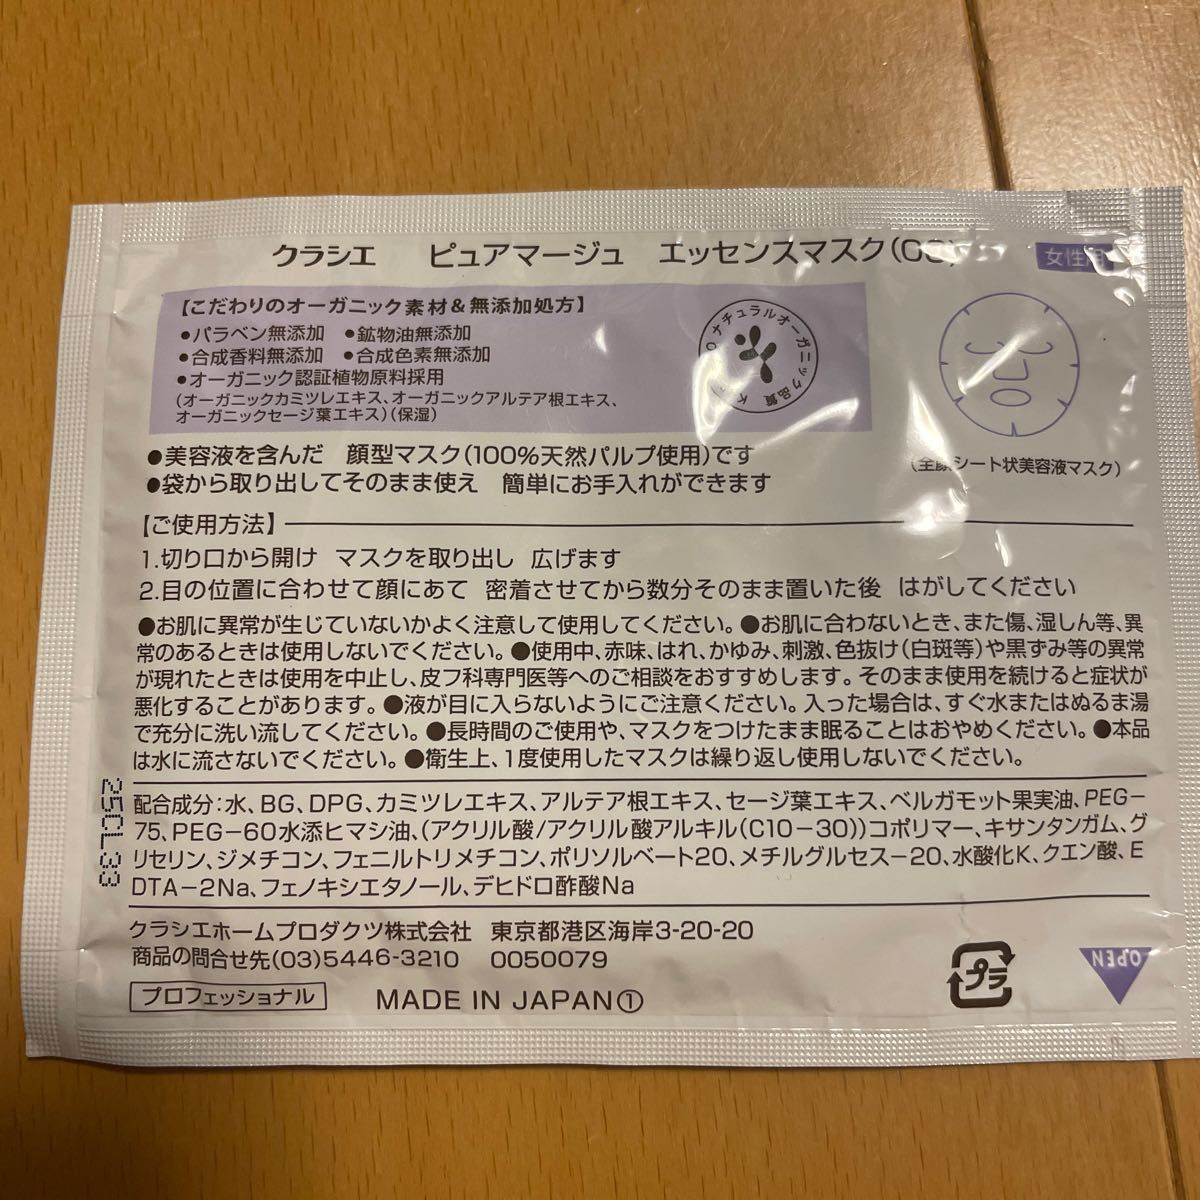 クラシエ ピュアマージュ エッセンスマスク
女性用
【こだわりのオーガニック素材＆無添加処方】
●パラベン無添加 ●鉱物油無添加
●合成香料無添加 ●合成色素無添加
●オーガニック認証植物原料採用
(オーガニックカミツレエキス、オーガニックアルテア根エキス、
オーガニックセージ葉エキス)(保湿)
ナチュラルオーガニック品質
(全顔シート状美容液マスク)
●美容液を含んだ 顔型マスク(100%天然パルプ使用)です
●袋から取り出してそのまま使え 簡単にお手入れができます
【ご使用方法】
1.切り口から開け マスクを取り出し 広げます
2.目の位置に合わせて顔にあて 密着させてから数分そのまま置いた後 はがしてください
●お肌に異常が生じていないかよく注意して使用してください。●お肌に合わないとき、また傷、湿しん等、異
常のあるときは使用しないでください。●使用中、赤味、はれ、かゆみ、刺激、色抜け(白斑等)や黒ずみ等の異常
が現れたときは使用を中止し、皮フ科専門医等へのご相談をおすすめします。そのまま使用を続けると症状が
悪化することがあります。●液が目に入らないようにご注意ください。入った場合は、すぐ水またはぬるま湯
で充分に洗い流してください。●長時間のご使用や、マスクをつけたまま眠ることはおやめください。●本品
は水に流さないでください。●衛生上、1度使用したマスクは繰り返し使用しないでください。
25CL33
配合成分：水、BG、DPG、カミツレエキス、アルテア根エキス、セージ葉エキス、ベルガモット果実油、PEG-
75、PEG-60水添ヒマシ油、(アクリル酸/アクリル酸アルキル(C10-30))コポリマー、キサンタンガム、グ
リセリン、ジメチコン、フェニルトリメチコン、ポリソルベート20、メチルグルセス-20、水酸化K、クエン酸、E
DTA-2Na、フェノキシエタノール、デヒドロ酢酸Na
クラシエホームプロダクツ株式会社 東京都港区海岸3-20-20
商品の問合せ先(03)5446-3210 0050079
プロフェッショナル MADE IN JAPAN①
プラ
OPEN